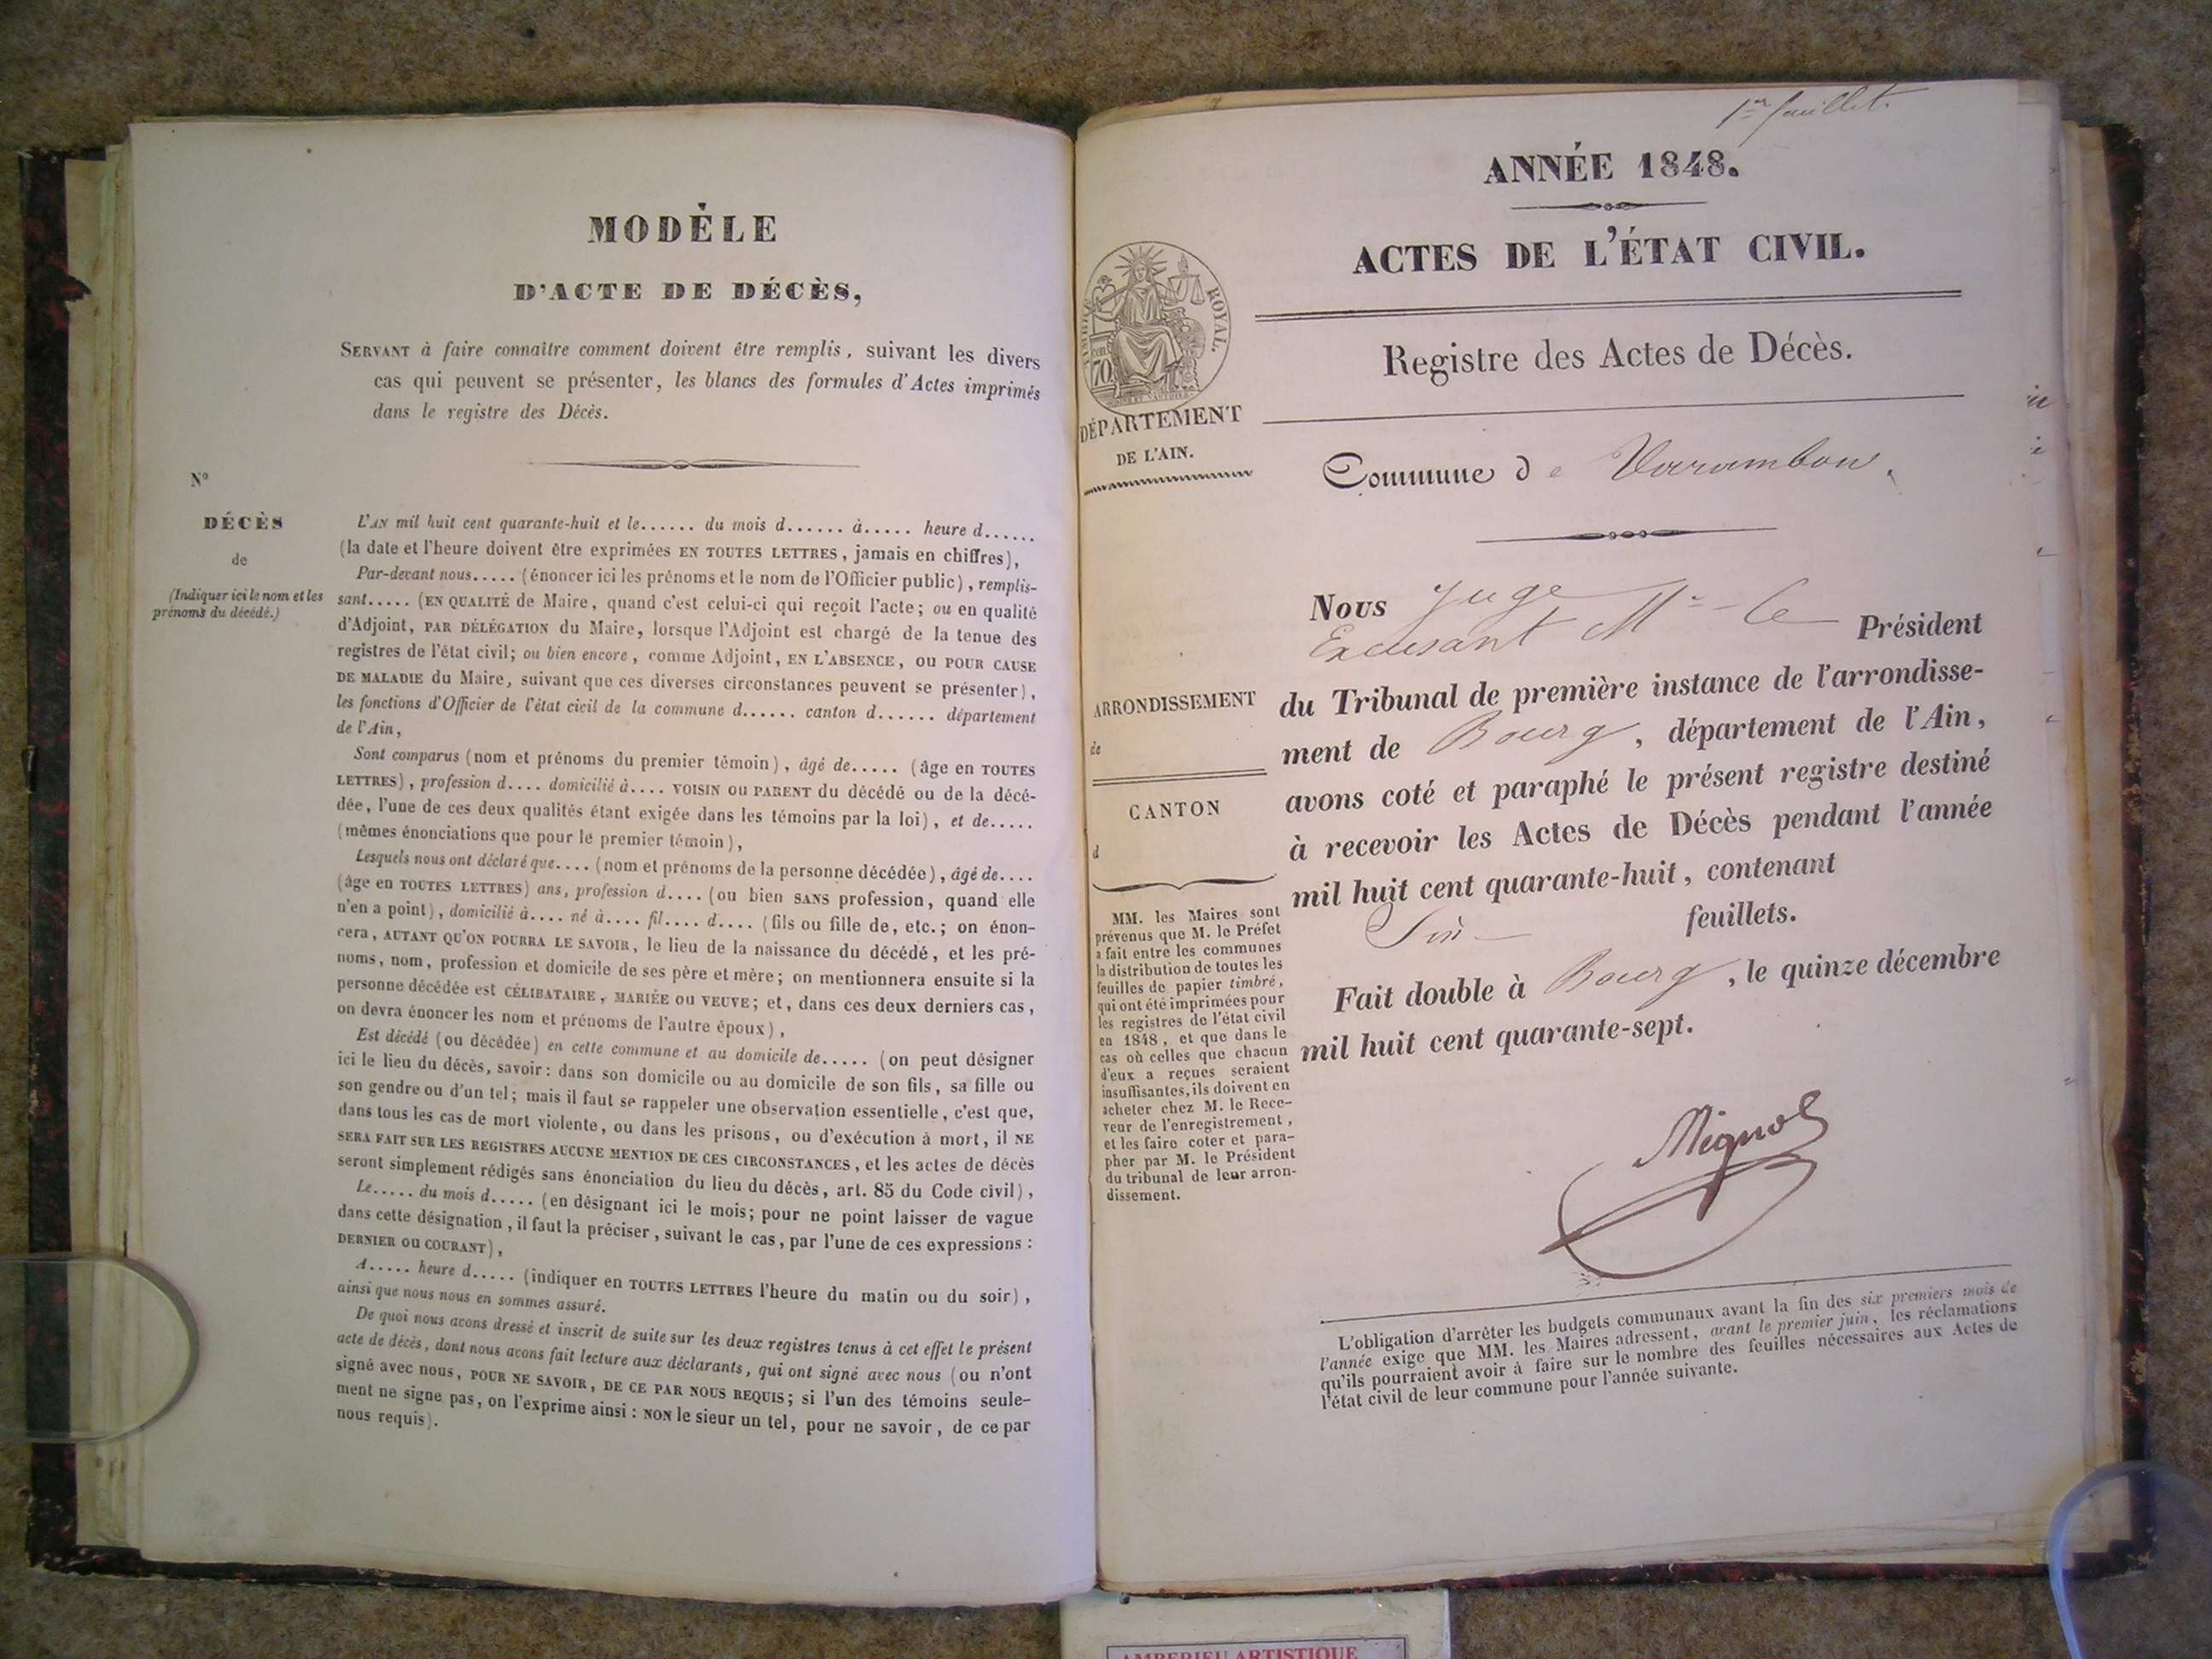 MODÈLE
D'ACTE DE DÉCÈS,
SERVANT à faire connaître comment doivent être remplis, suivant les divers
cas qui peuvent se présenter, les blancs des formules d'Actes imprimés
dans le registre des Décès.
N°
DÉCÈS
de
(Indiquer ici le nom et les
prénoms du décédé.)
L'AN mil huit cent quarante-huit et le...... du mois d...... à..... heure d......
(la date et l'heure doivent être exprimées EN TOUTES LETTRES, jamais en chiffres),
Par-devant nous..... (énoncer ici les prénoms et le nom de l'Officier public), remplis-
sant..... (EN QUALITÉ de Maire, quand c'est celui-ci qui reçoit l'acte; ou en qualité
d'Adjoint, PAR DÉLÉGATION du Maire, lorsque l'Adjoint est chargé de la tenue des
registres de l'état civil; ou bien encore, comme Adjoint, EN L'ABSENCE, OU POUR CAUSE
DE MALADIE du Maire, suivant que ces diverses circonstances peuvent se présenter),
les fonctions d'Officier de l'état civil de la commune d...... canton d...... département
de l'Ain,
Sont comparus (nom et prénoms du premier témoin), âgé de..... (âge en TOUTES
LETTRES), profession d.... domicilié à.... VOISIN OU PARENT du décédé ou de la décé-
dée, l'une de ces deux qualités étant exigée dans les témoins par la loi), et de.....
(mêmes énonciations que pour le premier témoin),
Lesquels nous ont déclaré que.... (nom et prénoms de la personne décédée), âgé de....
(âge en TOUTES LETTRES) ans, profession d.... (ou bien SANS profession, quand elle
n'en a point), domicilié à.... né à.... fil.... d.... (fils ou fille de, etc.; on énon-
cera, AUTANT QU'ON POURRA LE SAVOIR, le lieu de la naissance du décédé, et les pré-
noms, nom, profession et domicile de ses père et mère; on mentionnera ensuite si la
personne décédée est CÉLIBATAIRE, MARIÉE OU VEUVE; et, dans ces deux derniers cas,
on devra énoncer les nom et prénoms de l'autre époux),
Est décédé (ou décédée) en cette commune et au domicile de..... (on peut désigner
ici le lieu du décès, savoir: dans son domicile ou au domicile de son fils, sa fille ou
son gendre ou d'un tel; mais il faut se rappeler une observation essentielle, c'est que,
dans tous les cas de mort violente, ou dans les prisons, ou d'exécution à mort, il NE
SERA FAIT SUR LES REGISTRES AUCUNE MENTION DE CES CIRCONSTANCES, et les actes de décès
seront simplement rédigés sans énonciation du lieu du décès, art. 85 du Code civil),
Le..... du mois d..... (en désignant ici le mois; pour ne point laisser de vague
dans cette désignation, il faut la préciser, suivant le cas, par l'une de ces expressions:
DERNIER OU COURANT),
A..... heure d..... (indiquer en TOUTES LETTRES l'heure du matin ou du soir),
ainsi que nous nous en sommes assuré.
De quoi nous avons dressé et inscrit de suite sur les deux registres tenus à cet effet le présent
acte de décès, dont nous avons fait lecture aux déclarants, qui ont signé avec nous (ou n'ont
signé avec nous, POUR NE SAVOIR, DE CE PAR NOUS REQUIS; si l'un des témoins seule-
ment ne signe pas, on l'exprime ainsi: NON le sieur un tel, pour ne savoir, de ce par
nous requis).
1er feuillet.
ANNÉE 1848.
ACTES DE L'ÉTAT CIVIL.
Registre des Actes de Décès.
TIMBRE ROYAL.
70
DÉPARTEMENT
DE L'AIN.
Commune de Varambon.
ARRONDISSEMENT
de
CANTON
d
MM. les Maires sont
prévenus que M. le Préfet
a fait entre les communes
la distribution de toutes les
feuilles de papier timbré,
qui ont été imprimées pour
les registres de l'état civil
en 1848, et que dans le
cas où celles que chacun
d'eux a reçues seraient
insuffisantes, ils doivent en
acheter chez M. le Rece-
veur de l'enregistrement,
et les faire coter et para-
pher par M. le Président
du tribunal de leur arron-
dissement.
Nous Juge
Excusant Mr le Président
du Tribunal de première instance de l'arrondisse-
ment de Bourg, département de l'Ain,
avons coté et paraphé le présent registre destiné
à recevoir les Actes de Décès pendant l'année
mil huit cent quarante-huit, contenant
Six feuillets.
Fait double à Bourg, le quinze décembre
mil huit cent quarante-sept.
Mignot
L'obligation d'arrêter les budgets communaux avant la fin des six premiers mois de
l'année exige que MM. les Maires adressent, avant le premier juin, les réclamations
qu'ils pourraient avoir à faire sur le nombre des feuilles nécessaires aux Actes de
l'état civil de leur commune pour l'année suivante.
AMBERIEU ARTISTIQUE